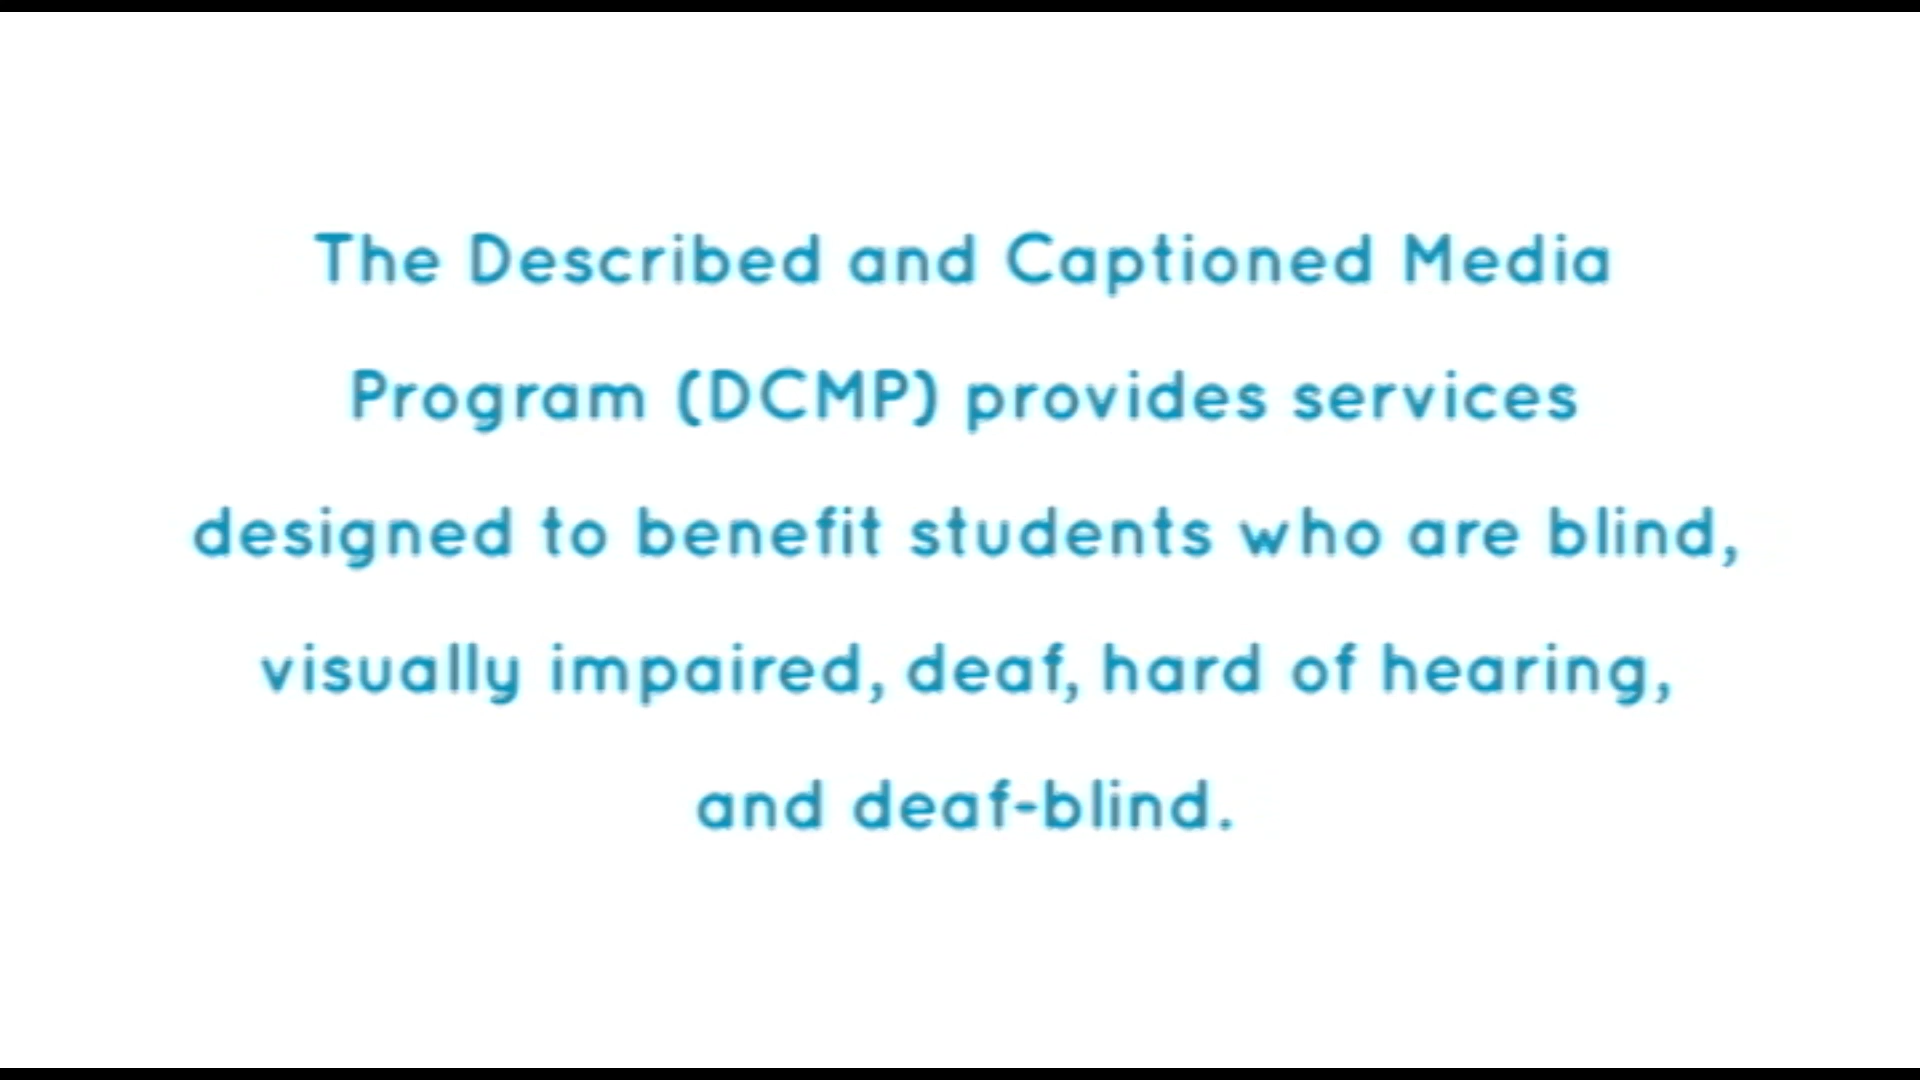 The Described and Captioned Media
Program (DCMP) provides services
designed to benefit students who are blind,
visually impaired, deaf, hard of hearing,
and deaf-blind.